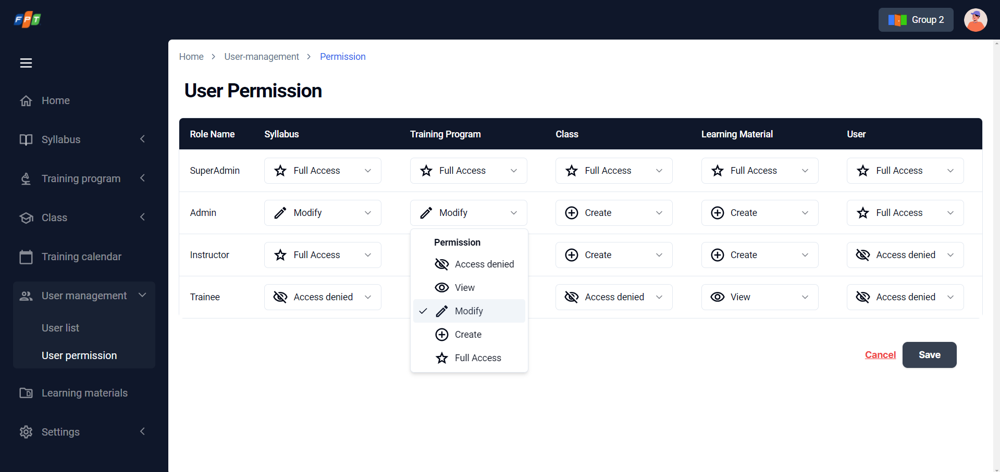 FPT
Group 2
Home > User-management > Permission
User Permission
Home
Syllabus
Training program
Class
Training calendar
User management
User list
User permission
Learning materials
Settings
Role Name Syllabus Training Program Class Learning Material User
SuperAdmin Full Access Full Access Full Access Full Access Full Access
Admin Modify Modify Create Create Full Access
Instructor Full Access Create Create Access denied
Trainee Access denied Access denied View Access denied
Permission
Access denied
View
Modify
Create
Full Access
Cancel Save